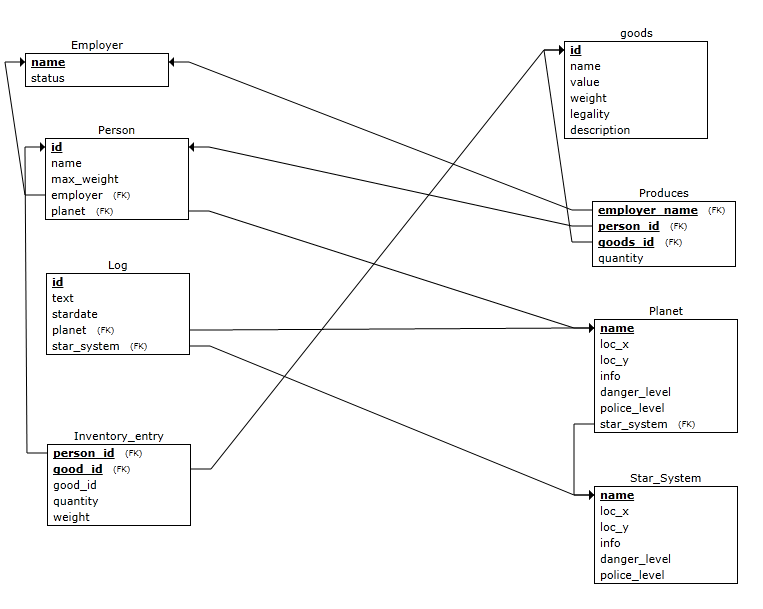 Employer
name
status
Person
id
name
max_weight
employer (FK)
planet (FK)
Log
id
text
stardate
planet (FK)
star_system (FK)
Inventory_entry
person_id (FK)
good_id (FK)
good_id
quantity
weight
goods
id
name
value
weight
legality
description
Produces
employer_name (FK)
person_id (FK)
goods_id (FK)
quantity
Planet
name
loc_x
loc_y
info
danger_level
police_level
star_system (FK)
Star_System
name
loc_x
loc_y
info
danger_level
police_level